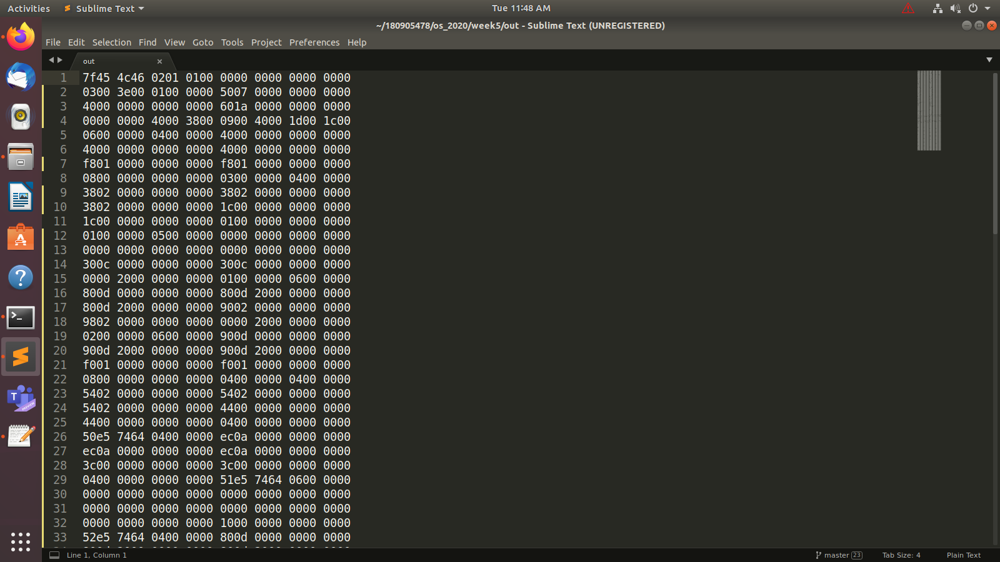 Activities Sublime Text Tue 11:48 AM
~/180905478/os_2020/week5/out - Sublime Text (UNREGISTERED)
File Edit Selection Find View Goto Tools Project Preferences Help
out
1 7f45 4c46 0201 0100 0000 0000 0000 0000
2 0300 3e00 0100 0000 5007 0000 0000 0000
3 4000 0000 0000 0000 601a 0000 0000 0000
4 0000 0000 4000 3800 0900 4000 1d00 1c00
5 0600 0000 0400 0000 4000 0000 0000 0000
6 4000 0000 0000 0000 4000 0000 0000 0000
7 f801 0000 0000 0000 f801 0000 0000 0000
8 0800 0000 0000 0000 0300 0000 0400 0000
9 3802 0000 0000 0000 3802 0000 0000 0000
10 3802 0000 0000 0000 1c00 0000 0000 0000
11 1c00 0000 0000 0000 0100 0000 0000 0000
12 0100 0000 0500 0000 0000 0000 0000 0000
13 0000 0000 0000 0000 0000 0000 0000 0000
14 300c 0000 0000 0000 300c 0000 0000 0000
15 0000 2000 0000 0000 0100 0000 0600 0000
16 800d 0000 0000 0000 800d 2000 0000 0000
17 800d 2000 0000 0000 9002 0000 0000 0000
18 9802 0000 0000 0000 0000 2000 0000 0000
19 0200 0000 0600 0000 900d 0000 0000 0000
20 900d 2000 0000 0000 900d 2000 0000 0000
21 f001 0000 0000 0000 f001 0000 0000 0000
22 0800 0000 0000 0000 0400 0000 0400 0000
23 5402 0000 0000 0000 5402 0000 0000 0000
24 5402 0000 0000 0000 4400 0000 0000 0000
25 4400 0000 0000 0000 0400 0000 0000 0000
26 50e5 7464 0400 0000 ec0a 0000 0000 0000
27 ec0a 0000 0000 0000 ec0a 0000 0000 0000
28 3c00 0000 0000 0000 3c00 0000 0000 0000
29 0400 0000 0000 0000 51e5 7464 0600 0000
30 0000 0000 0000 0000 0000 0000 0000 0000
31 0000 0000 0000 0000 0000 0000 0000 0000
32 0000 0000 0000 0000 1000 0000 0000 0000
33 52e5 7464 0400 0000 800d 0000 0000 0000
Line 1, Column 1 master 23 Tab Size: 4 Plain Text